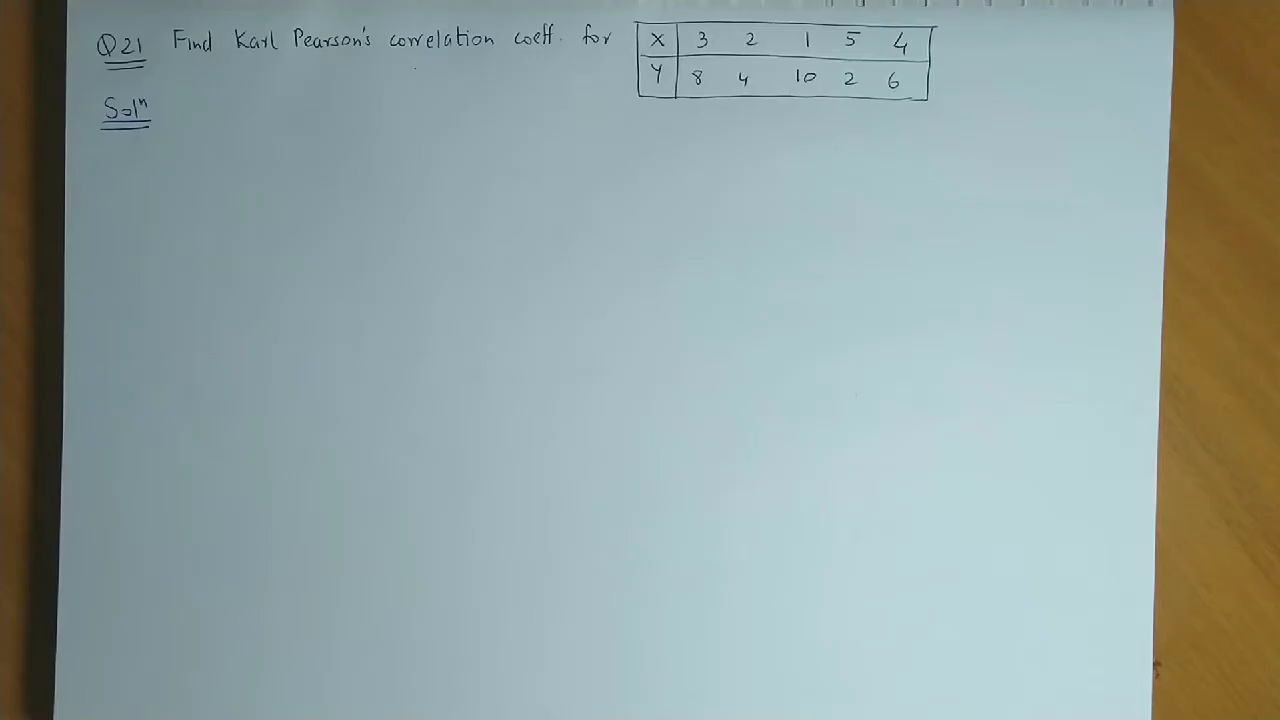 Q21 Find Karl Pearson's correlation coeff. for
X 3 2 1 5 4
Y 8 4 10 2 6
Solⁿ